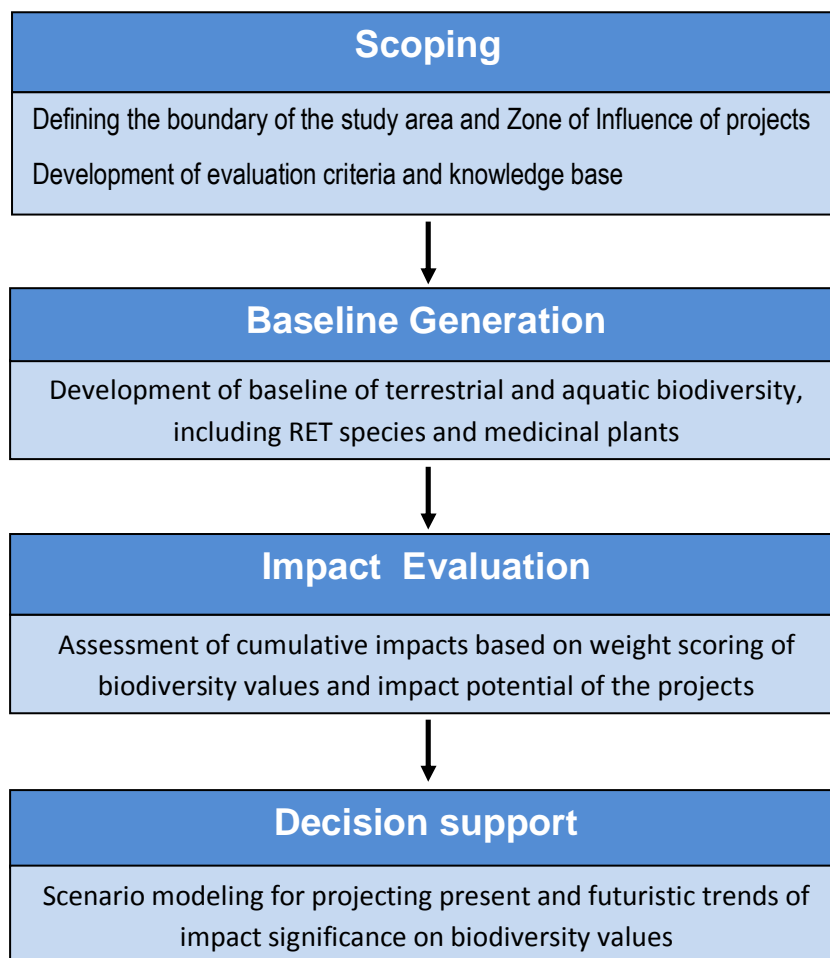 Scoping
Defining the boundary of the study area and Zone of Influence of projects
Development of evaluation criteria and knowledge base
Baseline Generation
Development of baseline of terrestrial and aquatic biodiversity,
including RET species and medicinal plants
Impact Evaluation
Assessment of cumulative impacts based on weight scoring of
biodiversity values and impact potential of the projects
Decision support
Scenario modeling for projecting present and futuristic trends of
impact significance on biodiversity values